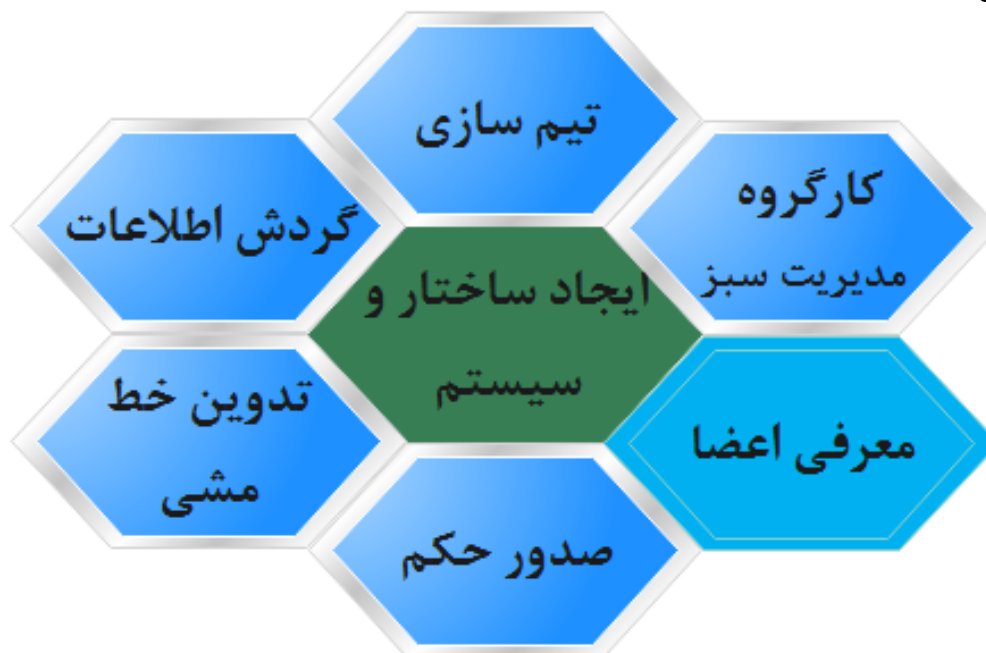 تیم سازی
کارگروه
مدیریت سبز
گردش اطلاعات
ایجاد ساختار و
سیستم
معرفی اعضا
تدوین خط
مشی
صدور حکم